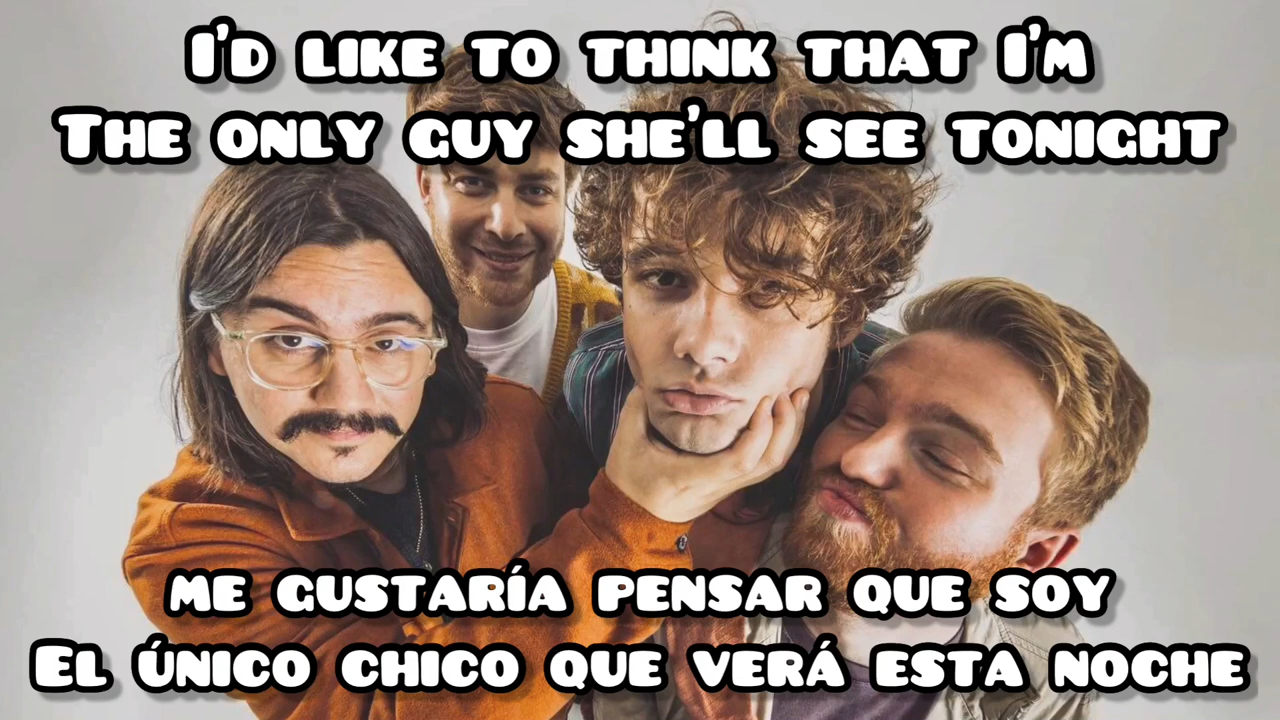 I'd like to think that I'm
The only guy she'll see tonight
me gustaría pensar que soy
El único chico que verá esta noche